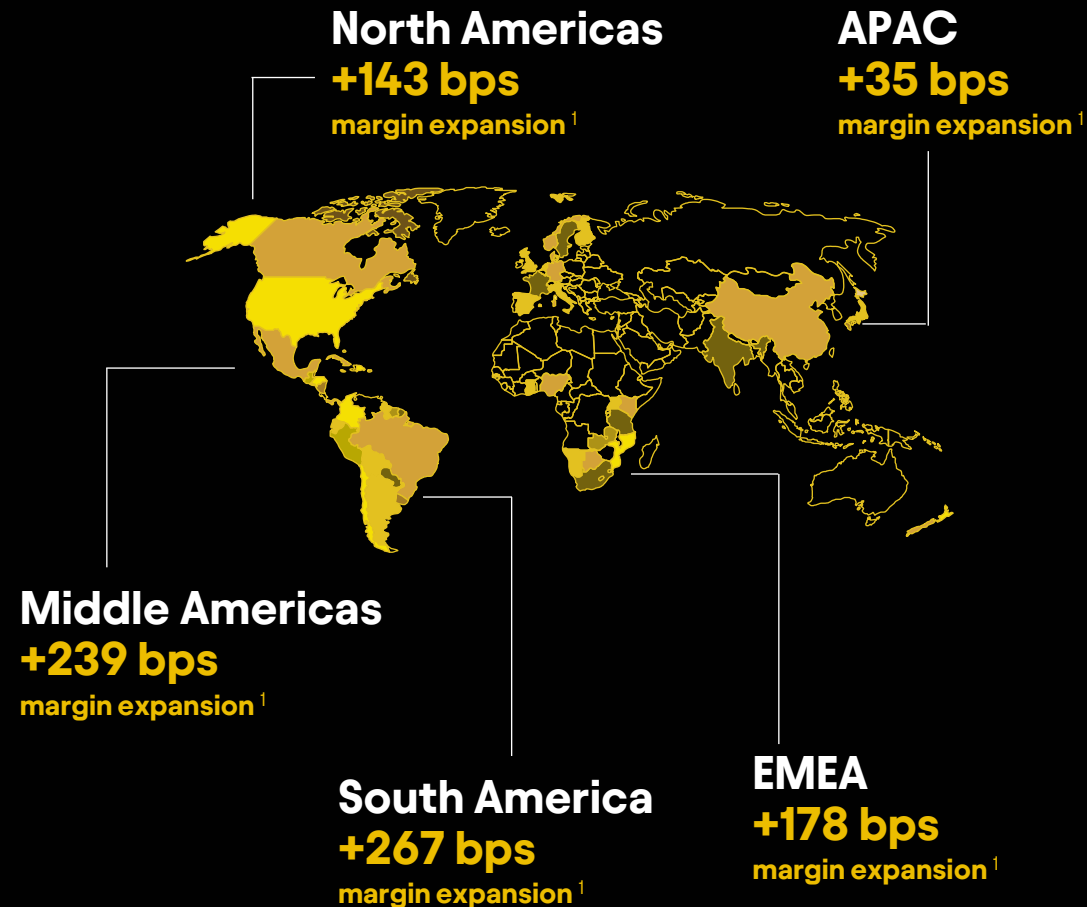 North Americas
+143 bps
margin expansion 1
APAC
+35 bps
margin expansion 1
Middle Americas
+239 bps
margin expansion 1
South America
+267 bps
margin expansion 1
EMEA
+178 bps
margin expansion 1